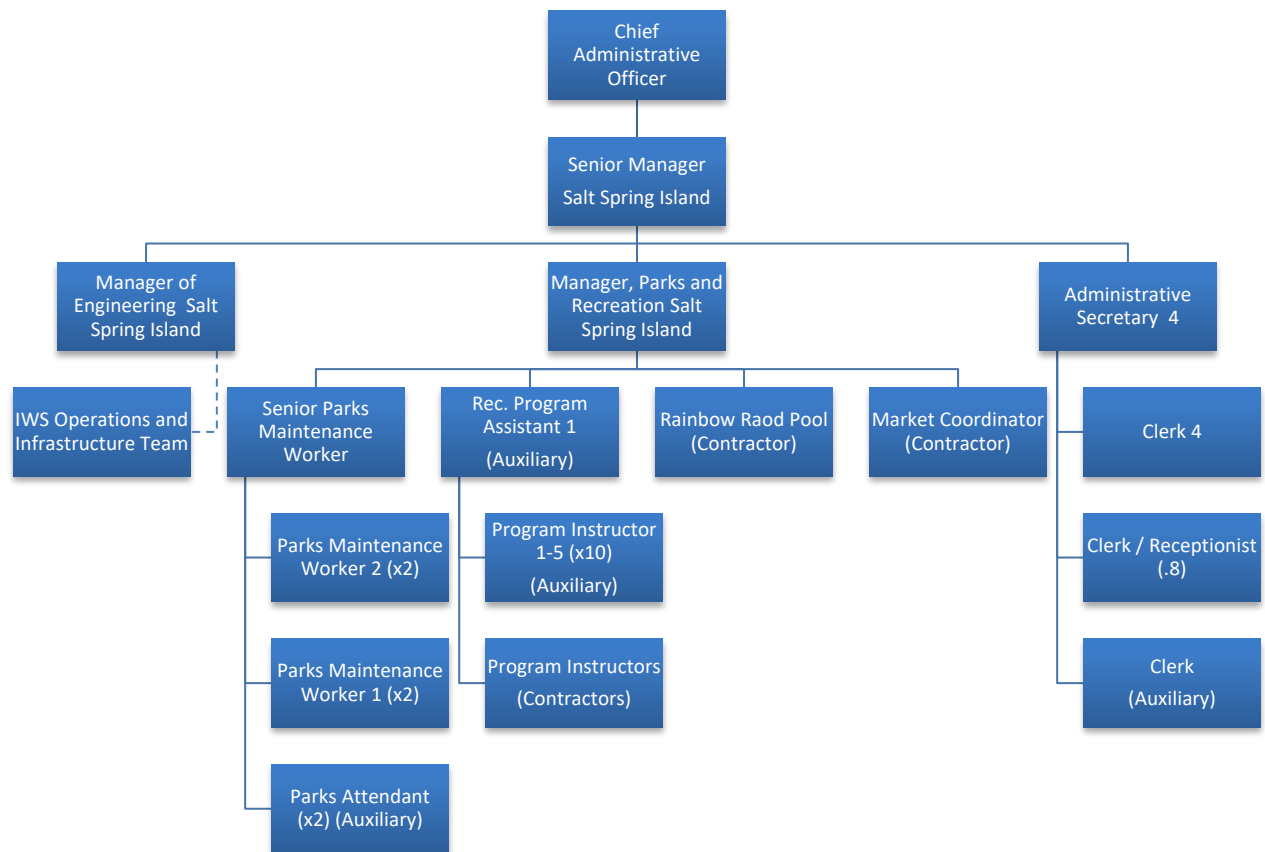 Chief
Administrative
Officer
Senior Manager
Salt Spring Island
Manager of
Engineering  Salt
Spring Island
Manager, Parks and
Recreation Salt
Spring Island
Administrative
Secretary  4
IWS Operations and
Infrastructure Team
Senior Parks
Maintenance
Worker
Rec. Program
Assistant 1
(Auxiliary)
Rainbow Raod Pool
(Contractor)
Market Coordinator
(Contractor)
Clerk 4
Parks Maintenance
Worker 2 (x2)
Program Instructor
1-5 (x10)
(Auxiliary)
Clerk / Receptionist
(.8)
Parks Maintenance
Worker 1 (x2)
Program Instructors
(Contractors)
Clerk
(Auxiliary)
Parks Attendant
(x2) (Auxiliary)